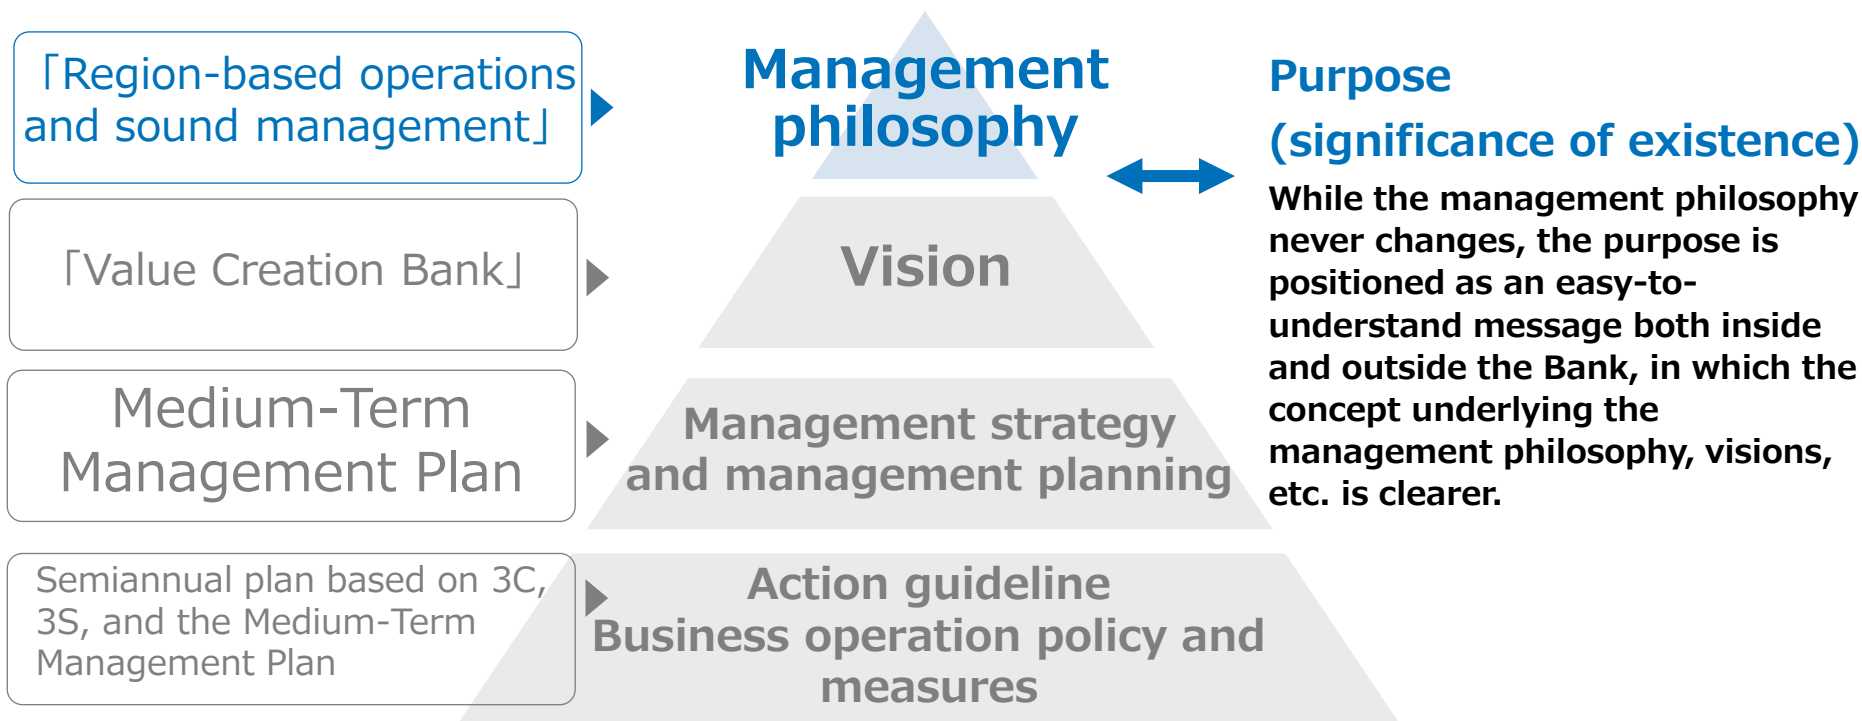 「Region-based operations
and sound management」
Management
philosophy
Purpose
(significance of existence)
While the management philosophy
never changes, the purpose is
positioned as an easy-to-
understand message both inside
and outside the Bank, in which the
concept underlying the
management philosophy, visions,
etc. is clearer.
「Value Creation Bank」
Vision
Medium-Term
Management Plan
Management strategy
and management planning
Semiannual plan based on 3C,
3S, and the Medium-Term
Management Plan
Action guideline
Business operation policy and
measures